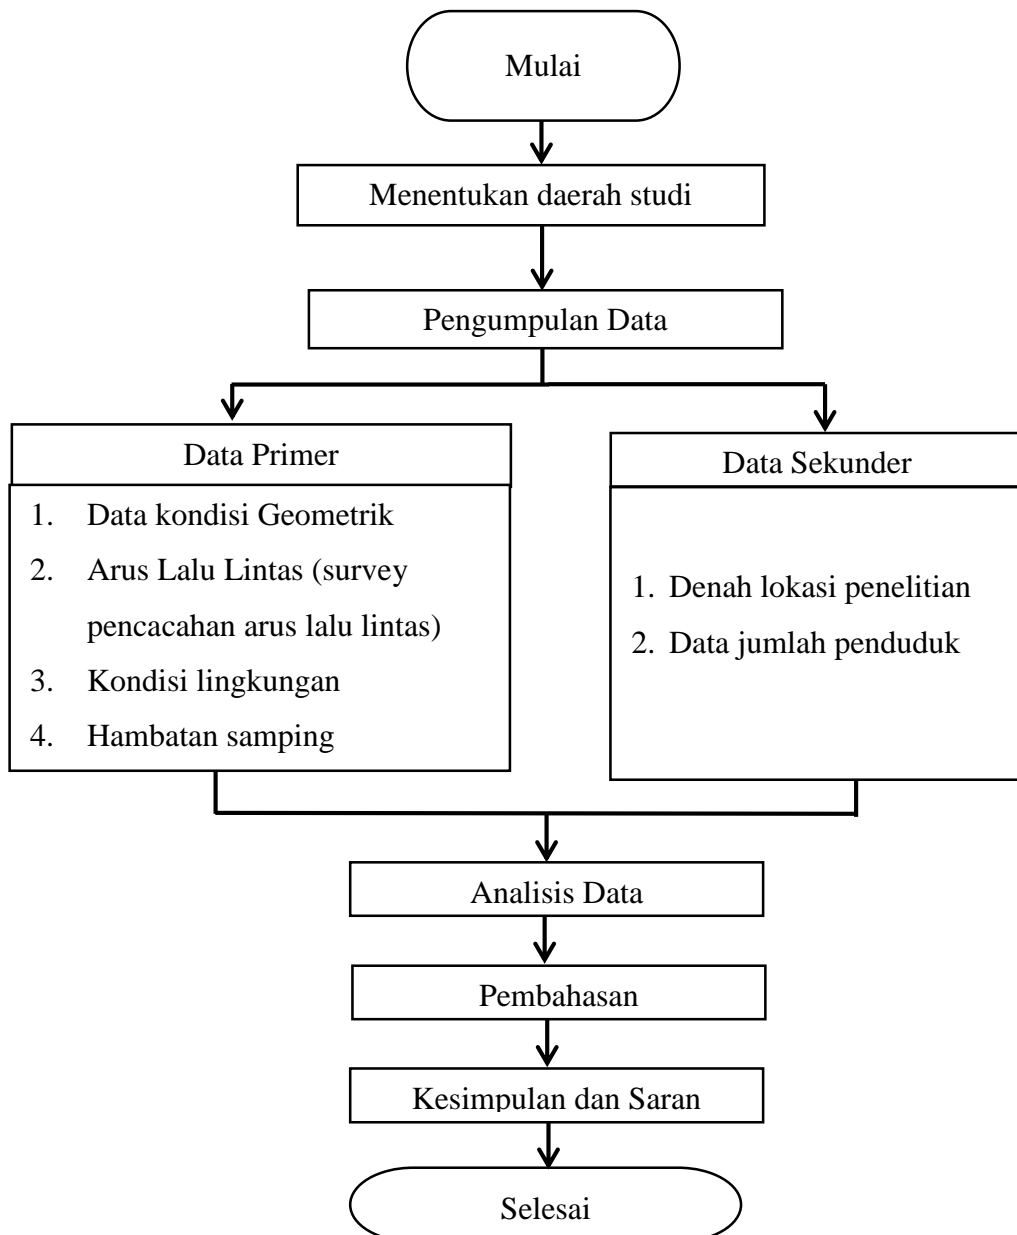 Mulai
Menentukan daerah studi
Pengumpulan Data
Data Primer
1. Data kondisi Geometrik
2. Arus Lalu Lintas (survey
pencacahan arus lalu lintas)
3. Kondisi lingkungan
4. Hambatan samping
Data Sekunder
1. Denah lokasi penelitian
2. Data jumlah penduduk
Analisis Data
Pembahasan
Kesimpulan dan Saran
Selesai